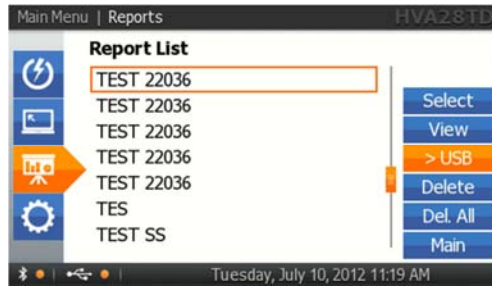 Main Menu | Reports
HVA28TD
Report List
TEST 22036
TEST 22036
TEST 22036
TEST 22036
TEST 22036
TES
TEST SS
Select
View
> USB
Delete
Del. All
Main
Tuesday, July 10, 2012 11:19 AM